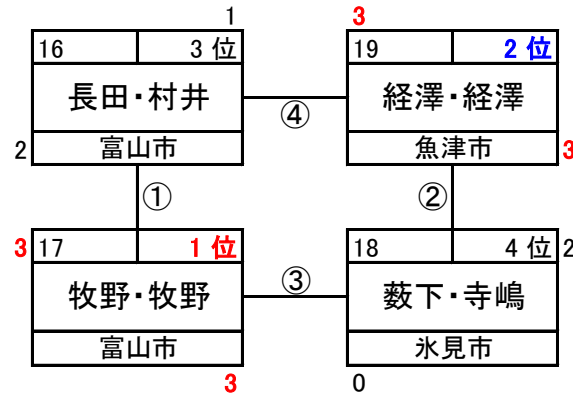 1 3
16 3 位 19 2 位
長田・村井 ④ 経澤・経澤
2 富山市 魚津市 3
① ②
3 17 1 位 18 4 位 2
牧野・牧野 ③ 薮下・寺嶋
富山市 氷見市
3 0